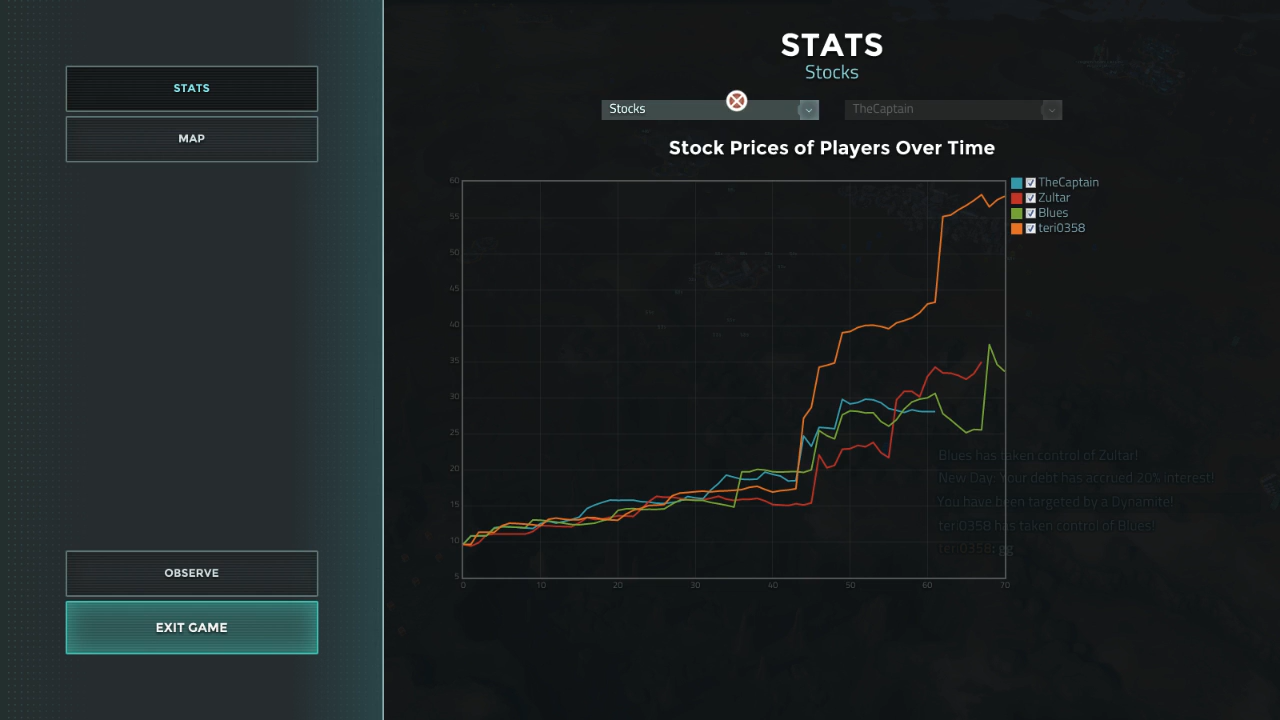 STATS
MAP
OBSERVE
EXIT GAME
STATS
Stocks
Stocks
TheCaptain
Stock Prices of Players Over Time
60
55
50
45
40
35
30
25
20
15
10
5
0 10 20 30 40 50 60 70
TheCaptain
Zultar
Blues
teri0358
Blues has taken control of Zultar!
New Day: Your debt has accrued 20% interest!
You have been targeted by a Dynamite!
teri0358 has taken control of Blues!
teri0358: gg